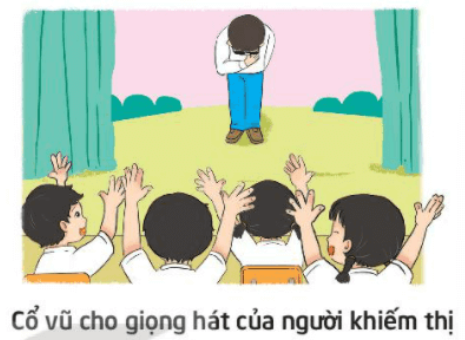 Cổ vũ cho giọng hát của người khiếm thị